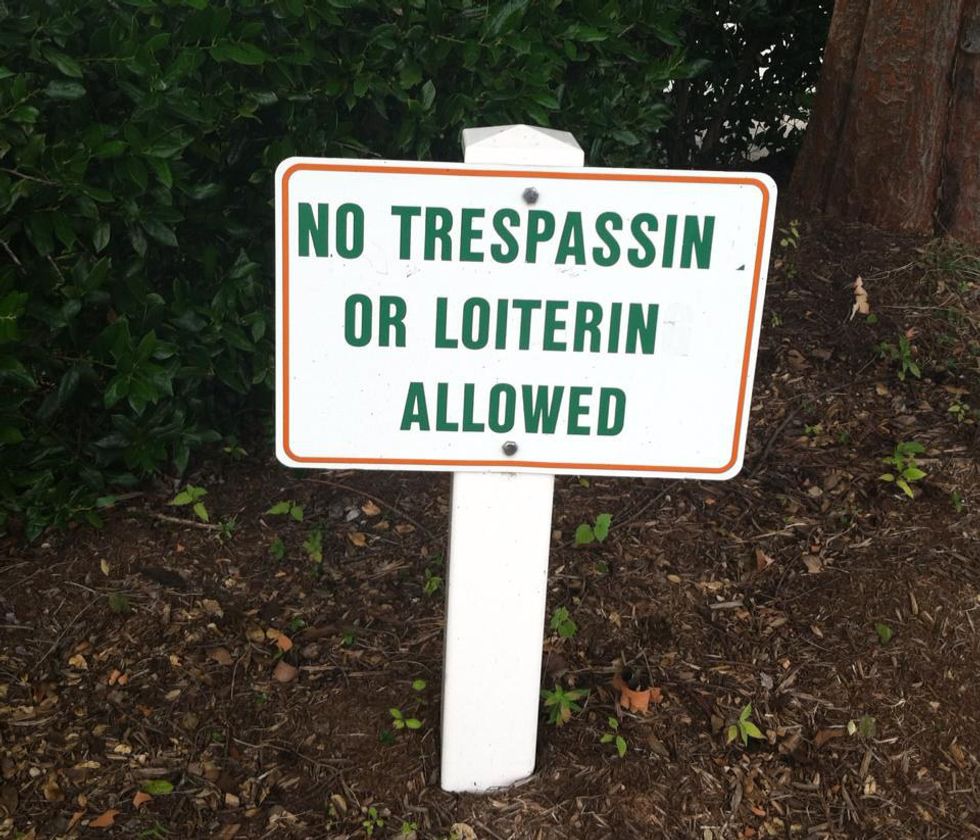 NO TRESPASSIN
OR LOITERIN
ALLOWED